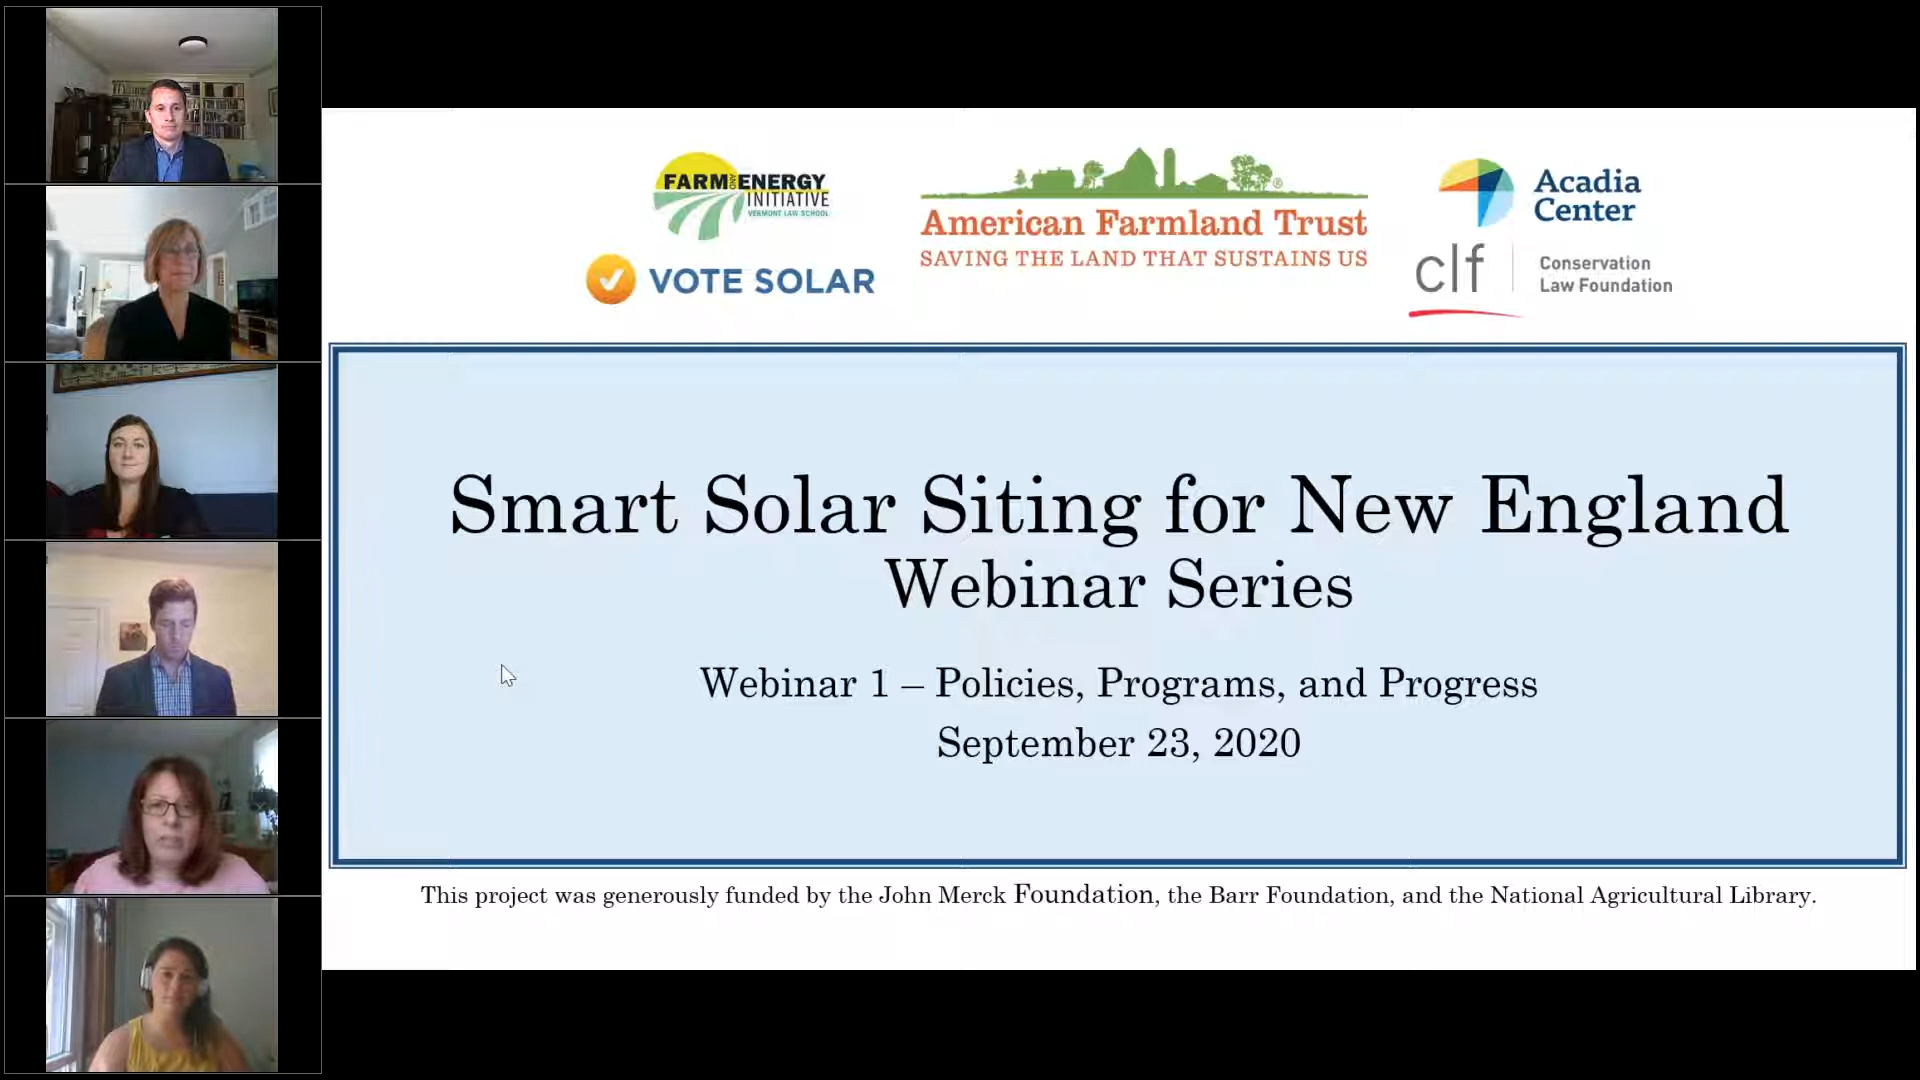 FARM AND ENERGY
INITIATIVE
VERMONT LAW SCHOOL
VOTE SOLAR
American Farmland Trust
SAVING THE LAND THAT SUSTAINS US
Acadia
Center
clf
Conservation
Law Foundation
Smart Solar Siting for New England
Webinar Series
Webinar 1 – Policies, Programs, and Progress
September 23, 2020
This project was generously funded by the John Merck Foundation, the Barr Foundation, and the National Agricultural Library.